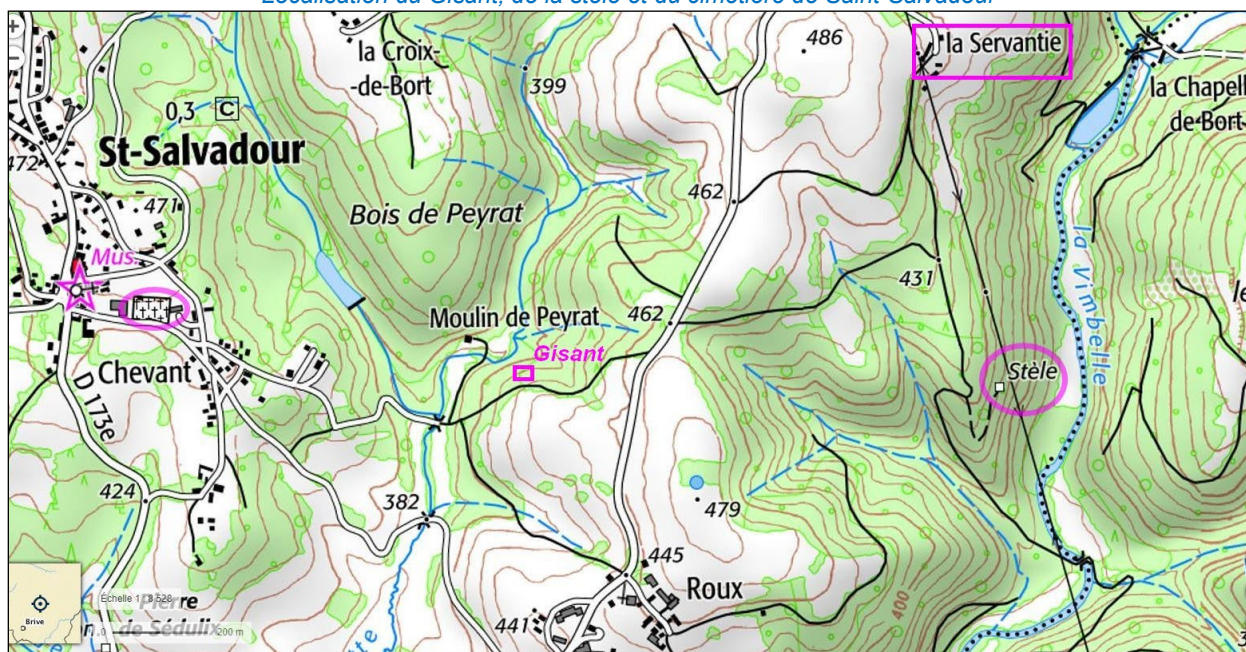 Localisation du Gisant, de la stèle et du cimetière de Saint-Salvadour
+
la Croix-
-de-Bort
486
la Servantie
399
la Chapell
de-Bort
0,3 C
St-Salvadour
472
471
462
Bois de Peyrat
Mus.
431
la Vimbelle
Moulin de Peyrat
462
Gisant
Stèle
Chevant
D 173e
424
382
479
445
Roux
400
441
Échelle 1 : 8 528
Pierre
de Sédulix
0
200 m
Brive